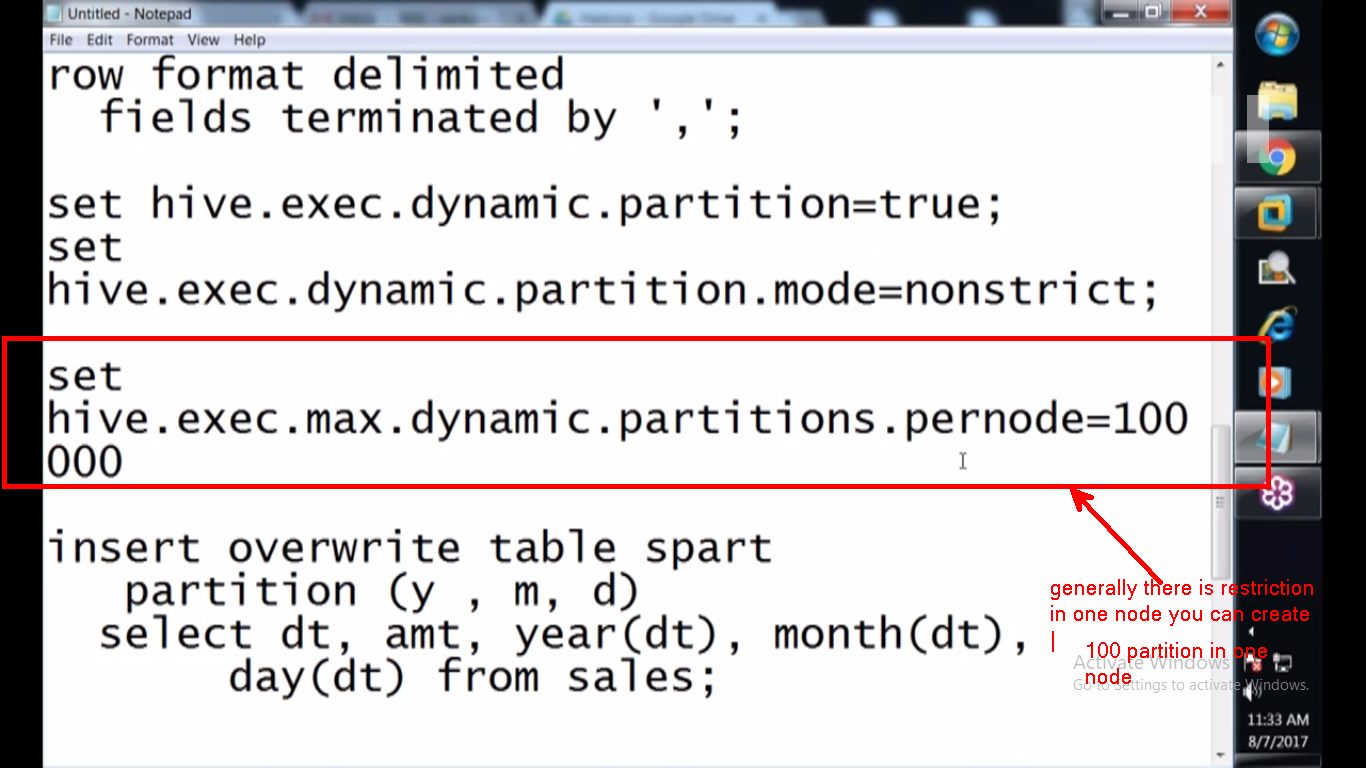 Untitled - Notepad
File Edit Format View Help
row format delimited
fields terminated by ',';
set hive.exec.dynamic.partition=true;
set
hive.exec.dynamic.partition.mode=nonstrict;
set
hive.exec.max.dynamic.partitions.pernode=100
000
insert overwrite table spart
partition (y , m, d)
select dt, amt, year(dt), month(dt),
day(dt) from sales;
generally there is restriction
in one node you can create
100 partition in one
node
Activate Windows
Go to Settings to activate Windows.
11:33 AM
8/7/2017